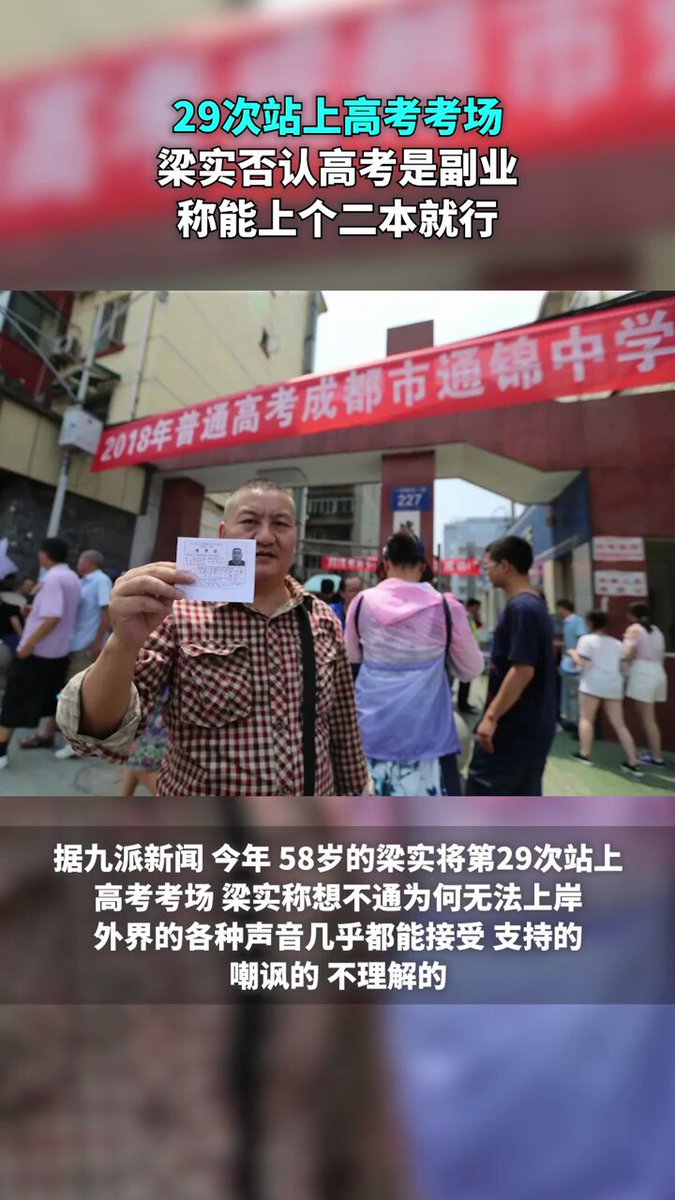 29次站上高考考场
梁实否认高考是副业
称能上个二本就行
2018年普通高考成都市通锦中学
227
据九派新闻 今年 58岁的梁实将第29次站上
高考考场 梁实称想不通为何无法上岸
外界的各种声音几乎都能接受 支持的
嘲讽的 不理解的